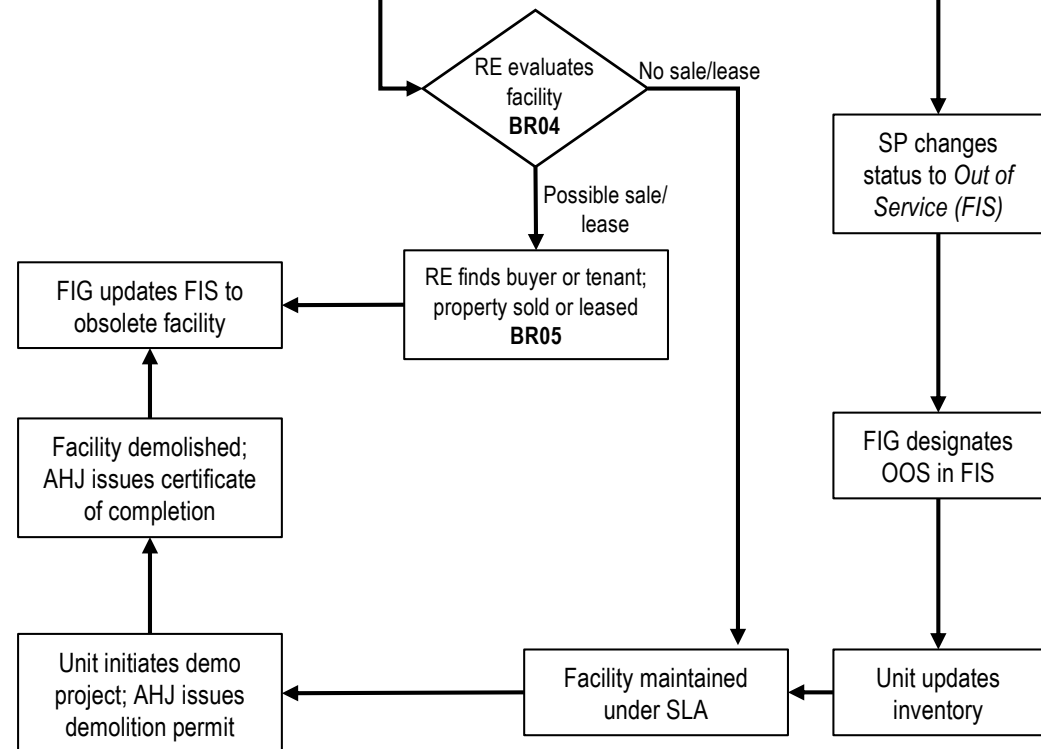 RE evaluates
facility
BR04
No sale/lease
Possible sale/
lease
SP changes
status to Out of
Service (FIS)
RE finds buyer or tenant;
property sold or leased
BR05
FIG updates FIS to
obsolete facility
Facility demolished;
AHJ issues certificate
of completion
FIG designates
OOS in FIS
Unit initiates demo
project; AHJ issues
demolition permit
Facility maintained
under SLA
Unit updates
inventory